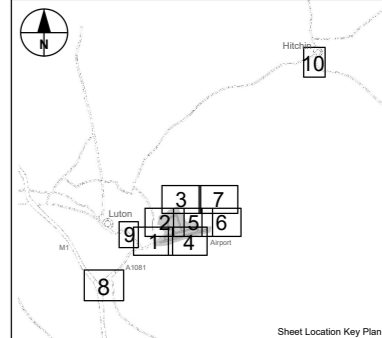 N
Hitchin
10
3 7
Luton
2 5 6
9
1 4
Airport
M1
A1081
8
Sheet Location Key Plan